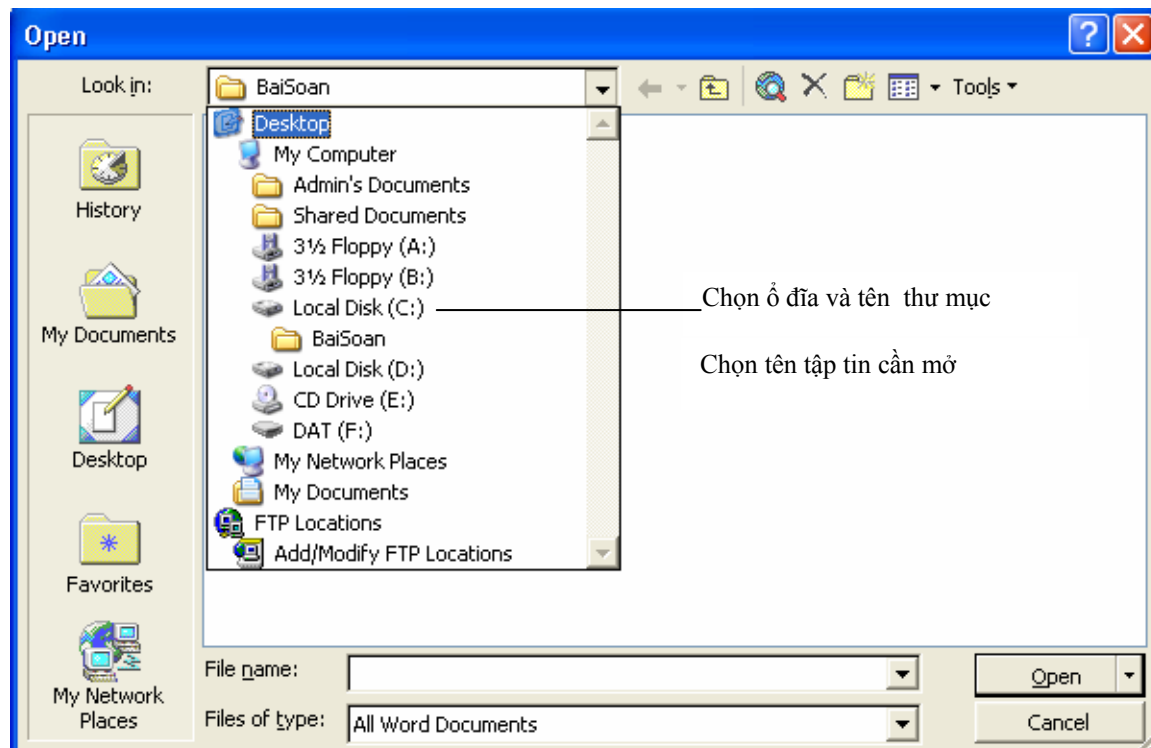 Open
Look in:
BaiSoan
Tools
Desktop
My Computer
Admin's Documents
Shared Documents
3½ Floppy (A:)
3½ Floppy (B:)
Local Disk (C:)
BaiSoan
Local Disk (D:)
CD Drive (E:)
DAT (F:)
My Network Places
My Documents
FTP Locations
Add/Modify FTP Locations
History
My Documents
Desktop
Favorites
My Network
Places
Chọn ổ đĩa và tên thư mục
Chọn tên tập tin cần mở
File name:
Open
Files of type:
All Word Documents
Cancel